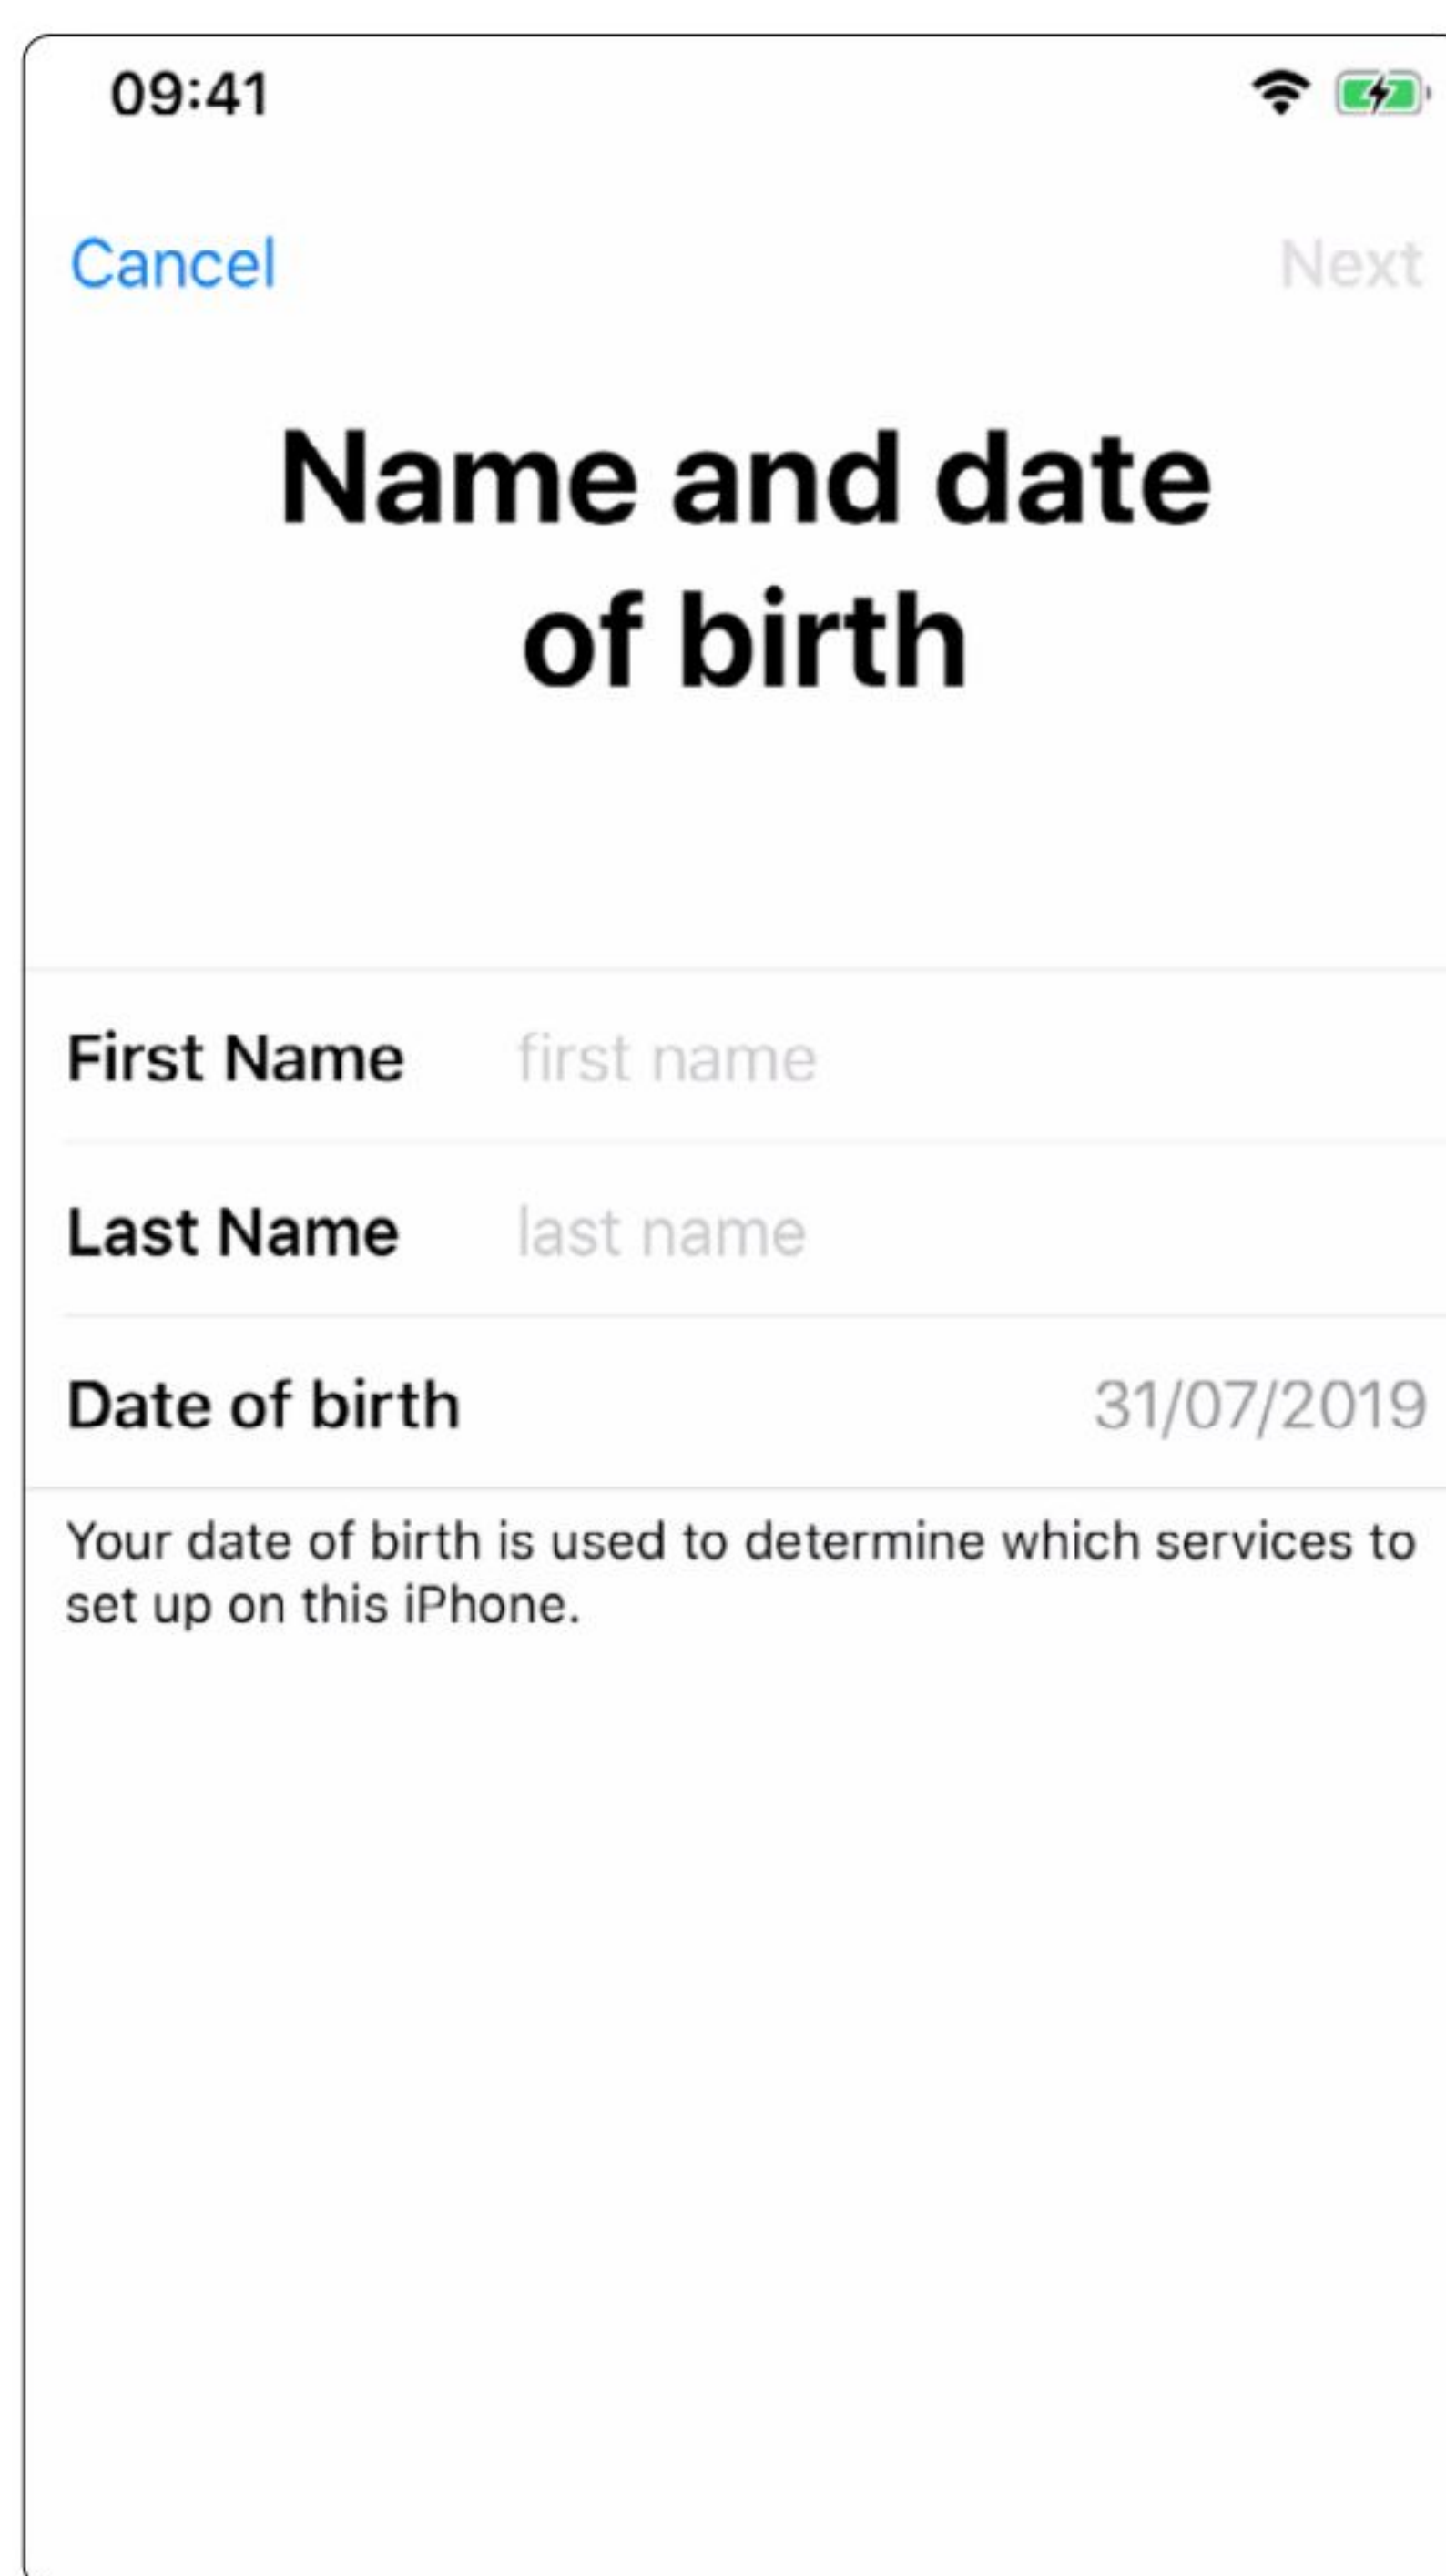 09:41
Cancel Next
Name and date
of birth
First Name first name
Last Name last name
Date of birth 31/07/2019
Your date of birth is used to determine which services to
set up on this iPhone.